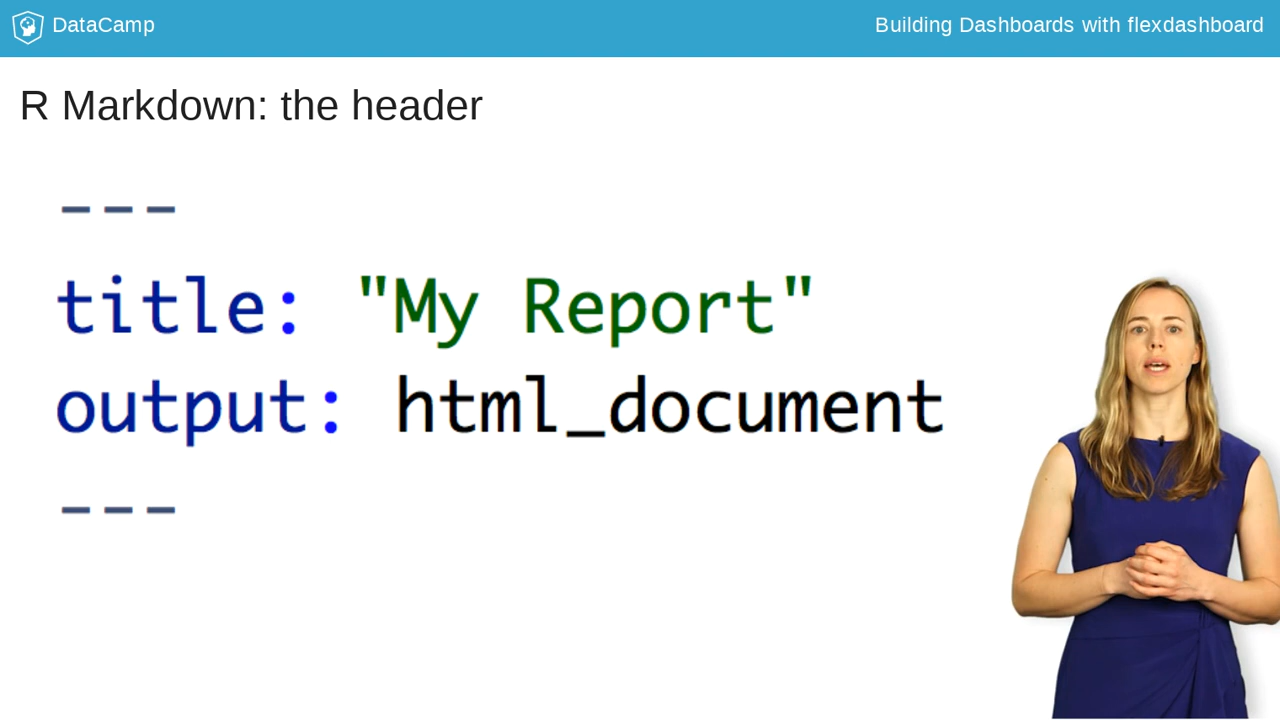 DataCamp
Building Dashboards with flexdashboard
R Markdown: the header
---
title: "My Report"
output: html_document
---